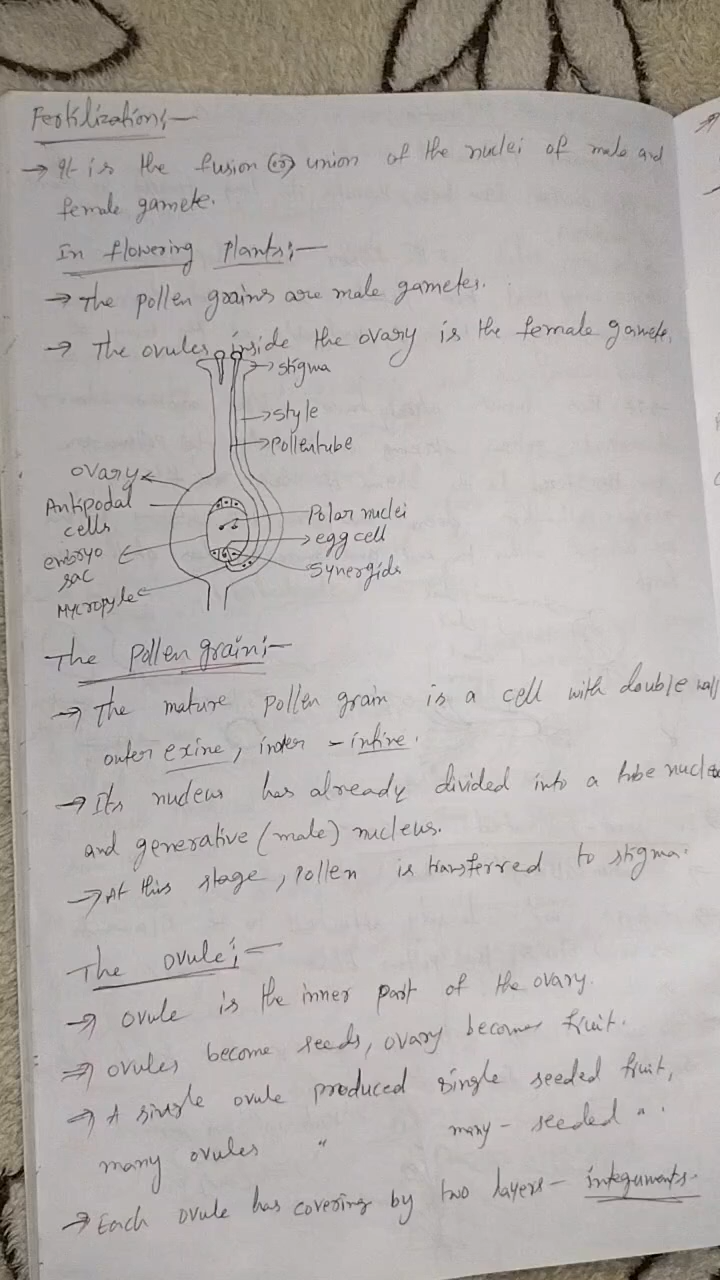 Fertilization:-
→ It is the fusion (or) union of the nuclei of male and
female gamete.
In flowering plants:-
→ The pollen grains are male gametes.
→ The ovules inside the ovary is the female gamete.
→ stigma
→ style
→ pollentube
ovary
Antipodal
cells
embryo
sac
Mycropyle
Polar nuclei
→ egg cell
Synergids
The Pollen grain:-
→ The mature pollen grain is a cell with double wall
outer exine, inter - intine.
→ Its nucleus has already divided into a tube nucleus
and generative (male) nucleus.
→ At this stage, pollen is transferred to stigma.
The ovule:-
→ ovule is the inner part of the ovary.
⇒ ovules become seeds, ovary becomes fruit.
⇒ A single ovule produced single seeded fruit,
many ovules " many - seeded ".
→ Each ovule has covering by two layers - integuments.